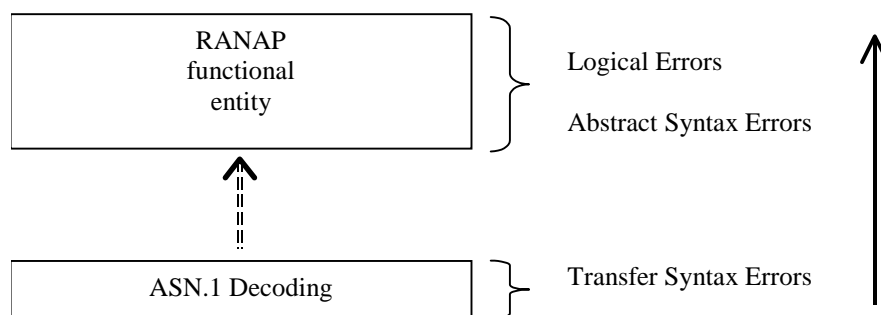 RANAP
functional
entity
Logical Errors
Abstract Syntax Errors
ASN.1 Decoding
Transfer Syntax Errors